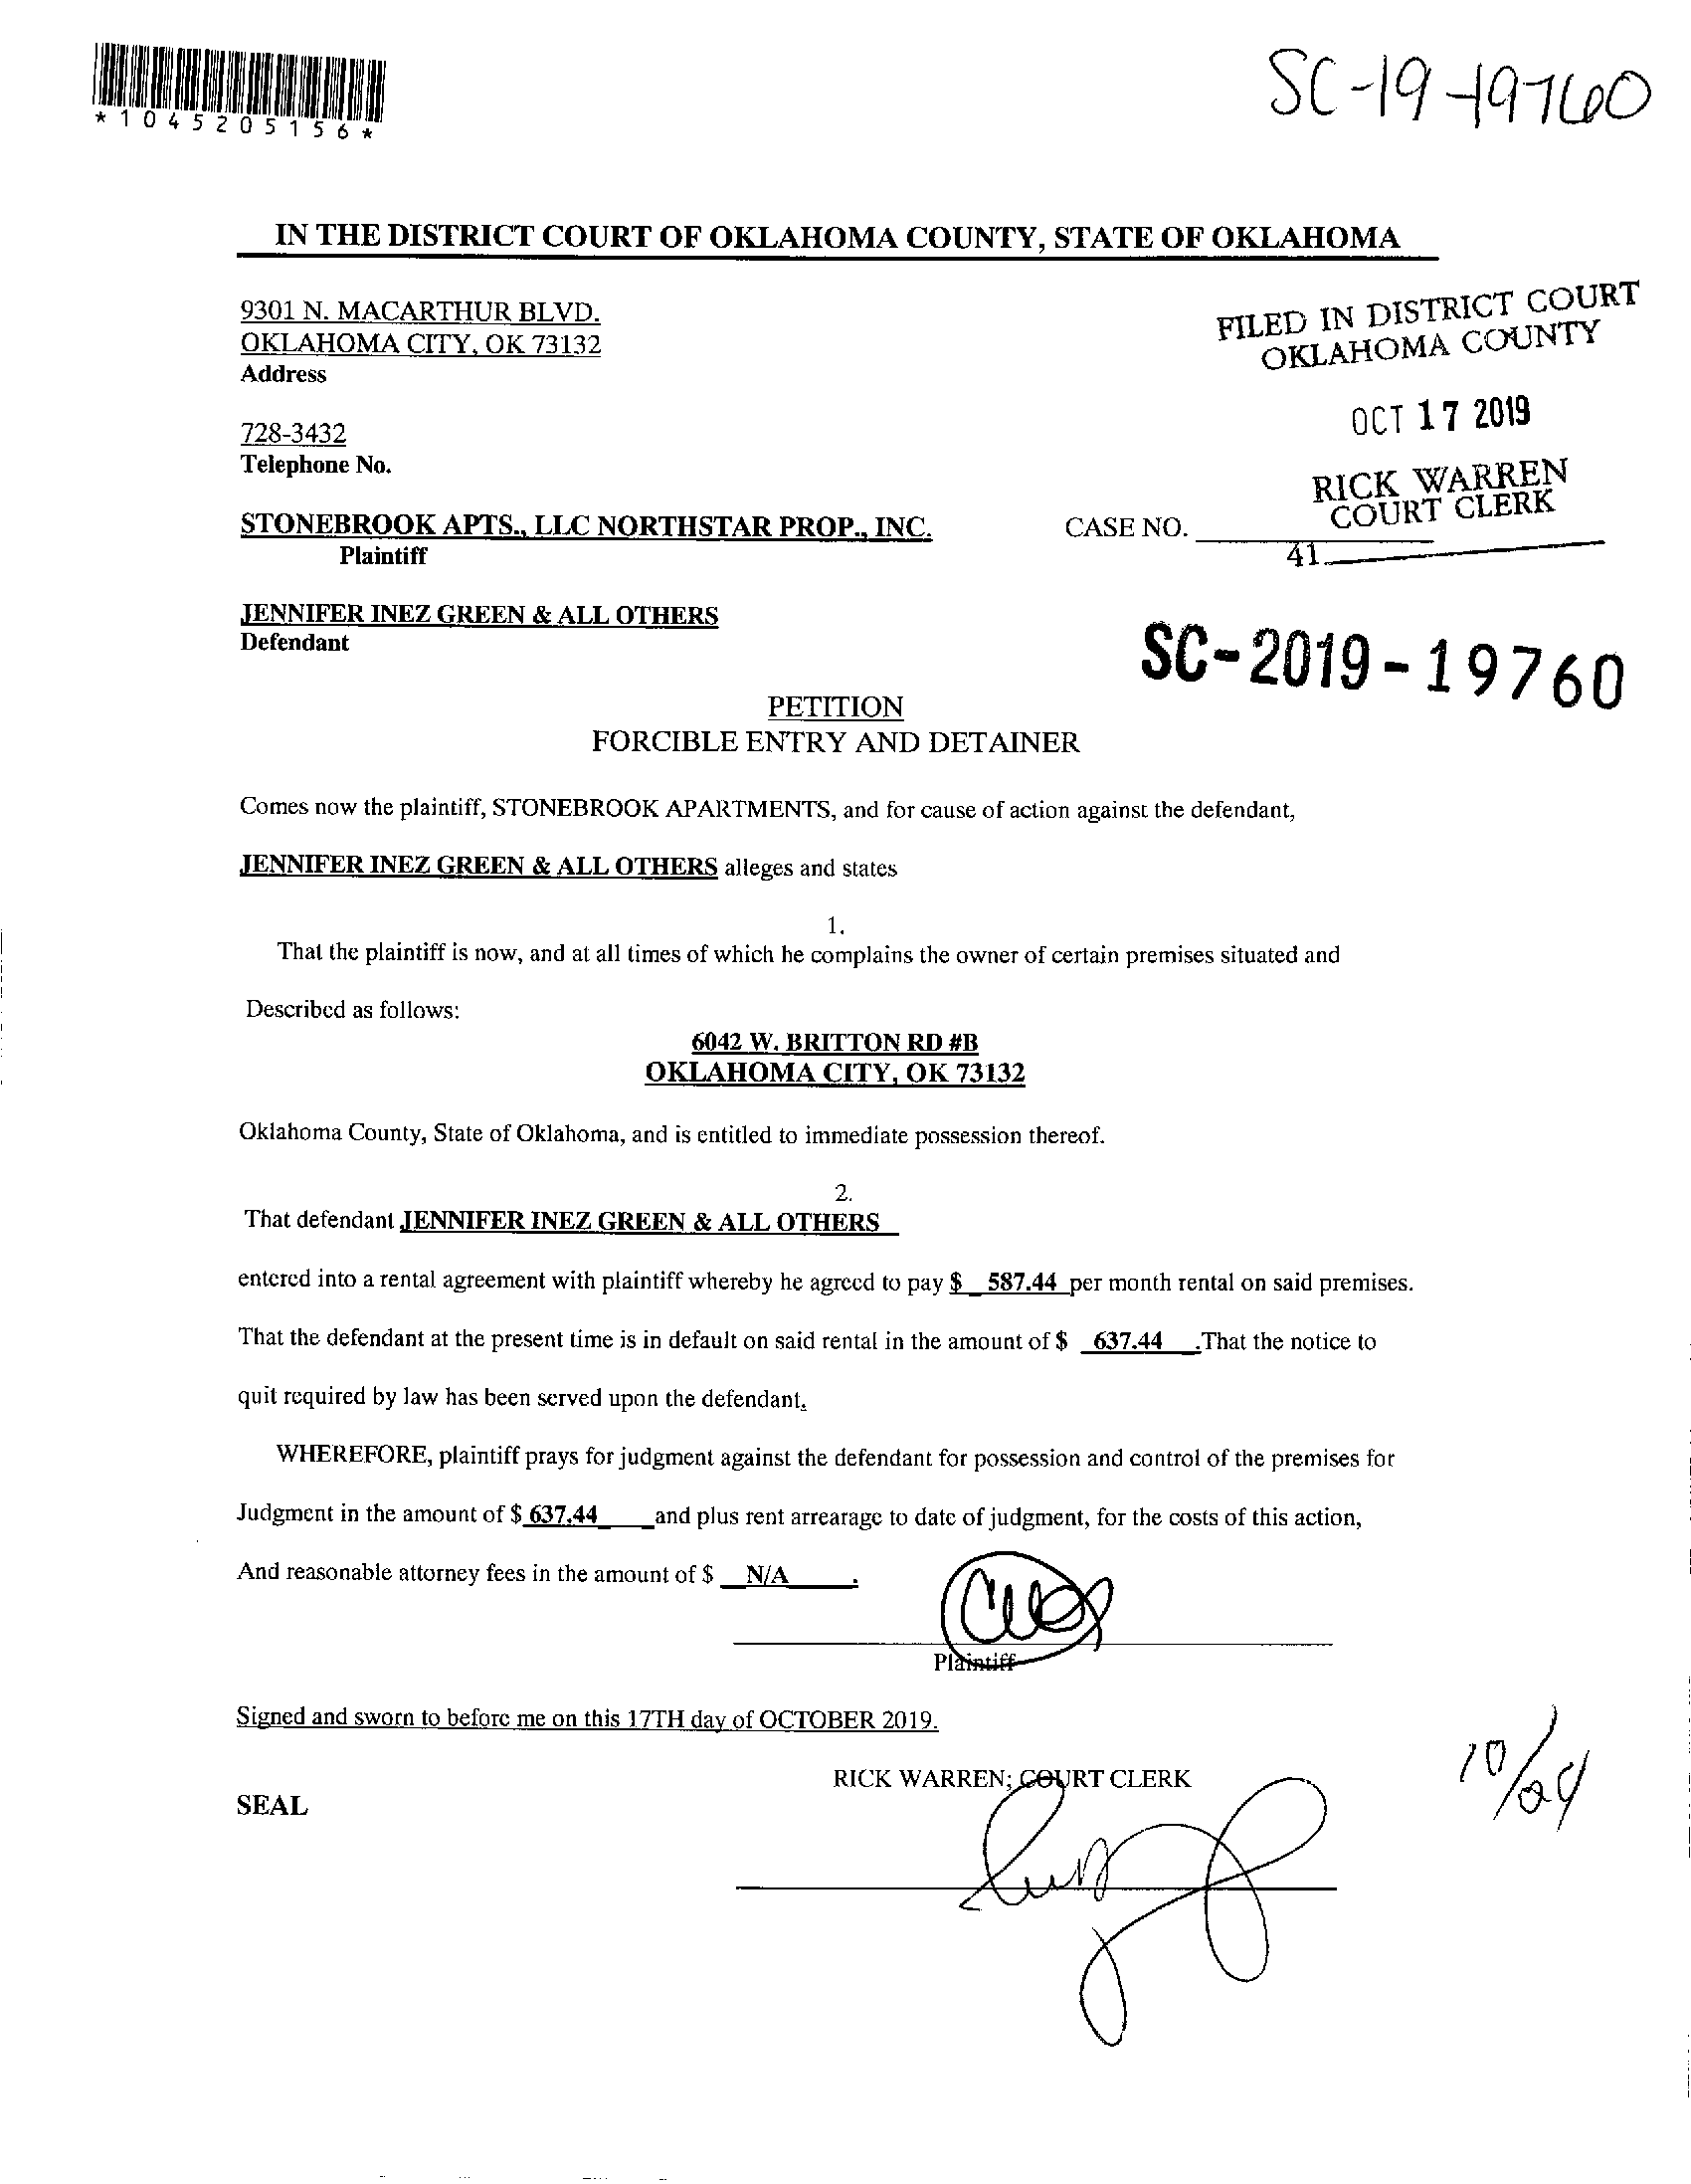 *1045205156*
SC-19-19760
IN THE DISTRICT COURT OF OKLAHOMA COUNTY, STATE OF OKLAHOMA
9301 N. MACARTHUR BLVD.
OKLAHOMA CITY, OK 73132
Address
FILED IN DISTRICT COURT
OKLAHOMA COUNTY
OCT 17 2019
728-3432
Telephone No.
RICK WARREN
COURT CLERK
STONEBROOK APTS., LLC NORTHSTAR PROP., INC.
Plaintiff
CASE NO.
41
JENNIFER INEZ GREEN & ALL OTHERS
Defendant
SC-2019-19760
PETITION
FORCIBLE ENTRY AND DETAINER
Comes now the plaintiff, STONEBROOK APARTMENTS, and for cause of action against the defendant,
JENNIFER INEZ GREEN & ALL OTHERS alleges and states
1.
That the plaintiff is now, and at all times of which he complains the owner of certain premises situated and
Described as follows:
6042 W. BRITTON RD #B
OKLAHOMA CITY, OK 73132
Oklahoma County, State of Oklahoma, and is entitled to immediate possession thereof.
2.
That defendant JENNIFER INEZ GREEN & ALL OTHERS
entered into a rental agreement with plaintiff whereby he agreed to pay $ 587.44 per month rental on said premises.
That the defendant at the present time is in default on said rental in the amount of $ 637.44 .That the notice to
quit required by law has been served upon the defendant.
WHEREFORE, plaintiff prays for judgment against the defendant for possession and control of the premises for
Judgment in the amount of $ 637.44 and plus rent arrearage to date of judgment, for the costs of this action,
And reasonable attorney fees in the amount of $ N/A .
Plaintiff
Signed and sworn to before me on this 17TH day of OCTOBER 2019.
RICK WARREN; COURT CLERK
10/24
SEAL